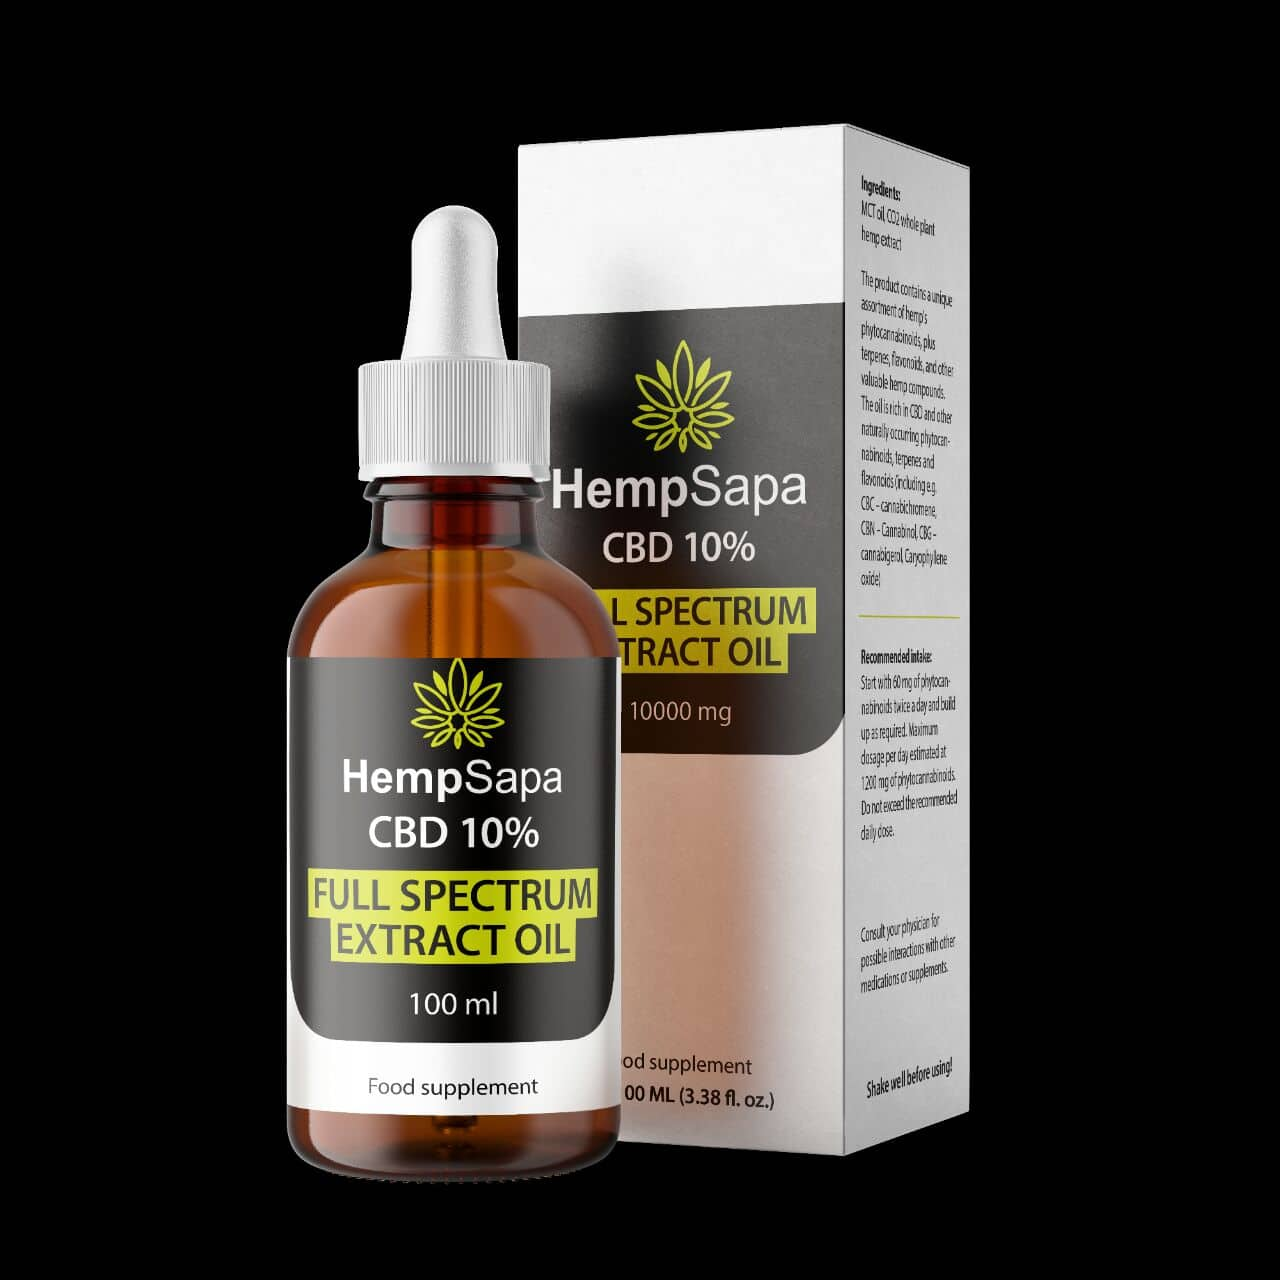 HempSapa
CBD 10%
FULL SPECTRUM
EXTRACT OIL
100 ml
Food supplement
HempSapa
CBD 10%
L SPECTRUM
TRACT OIL
10000 mg
od supplement
00 ML (3.38 fl. oz.)
Ingredients:
MCT oil, CO2 whole plant
hemp extract
The product contains a unique
assortment of hemp's
phytocannabinoids, plus
terpenes, flavonoids, and other
valuable hemp compounds.
The oil is rich in CBD and other
naturally-occurring phytocan-
nabinoids, terpenes and
flavonoids (including e.g.
CBC – cannabichromene,
CBN – Cannabinol, CBG –
cannabigerol, Caryophyllene
oxide)
Recommended intake:
Start with 60 mg of phytocan-
nabinoids twice a day and build
up as required. Maximum
dosage per day estimated at
1200 mg of phytocannabinoids.
Do not exceed the recommended
daily dose.
Consult your physician for
possible interactions with other
medications or supplements.
Shake well before using!